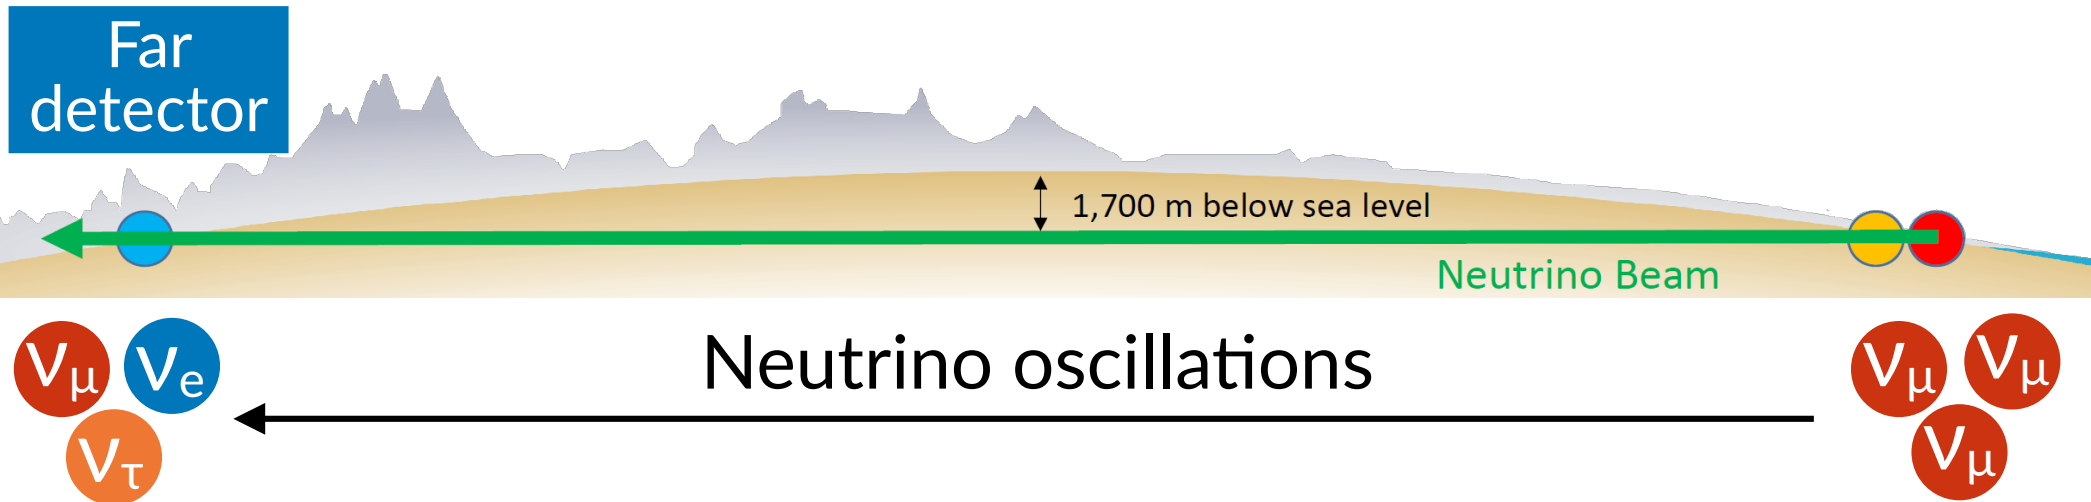 Far
detector
1,700 m below sea level
Neutrino Beam
Neutrino oscillations
νμ νe
ντ
νμ νμ
νμ